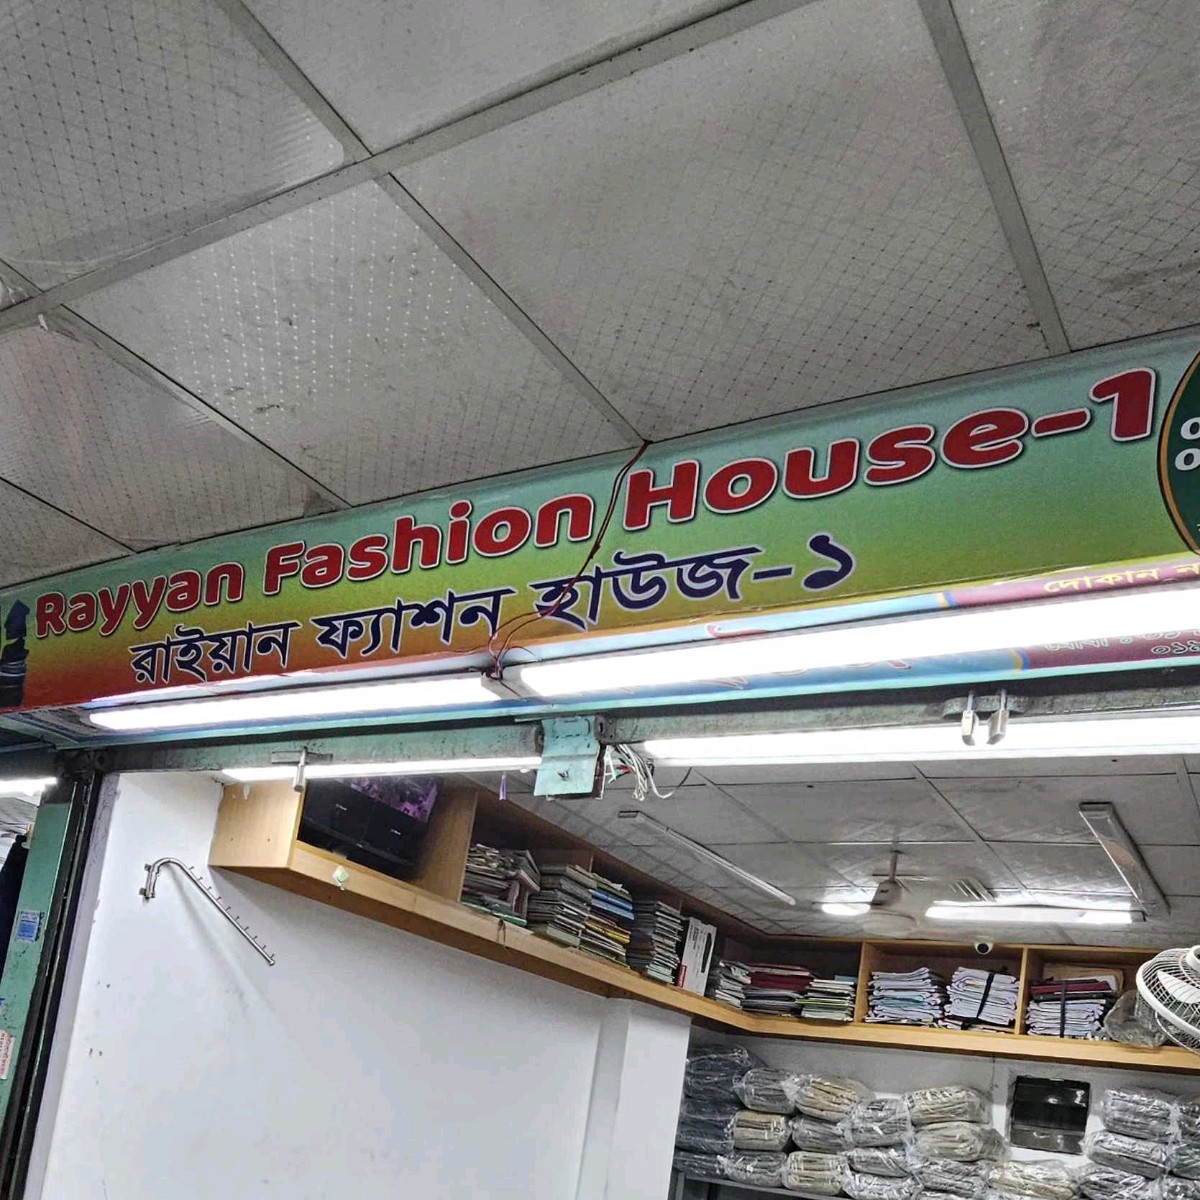 Rayyan Fashion House-1
রাইয়ান ফ্যাশন হাউজ-১
দোকান ন